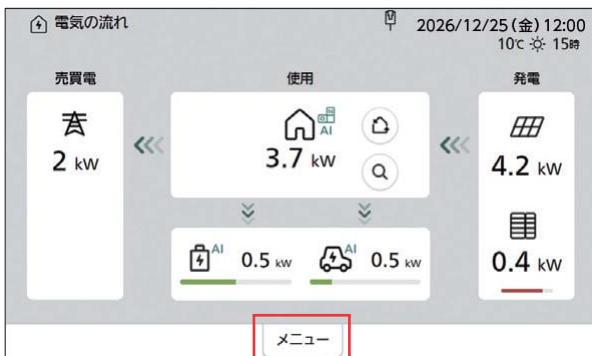 電気の流れ
2026/12/25(金)12:00
10℃ 15時
売買電
使用
発電
2 kW
AI
3.7 kW
4.2 kW
AI
0.5 kW
AI
0.5 kW
0.4 kW
メニュー